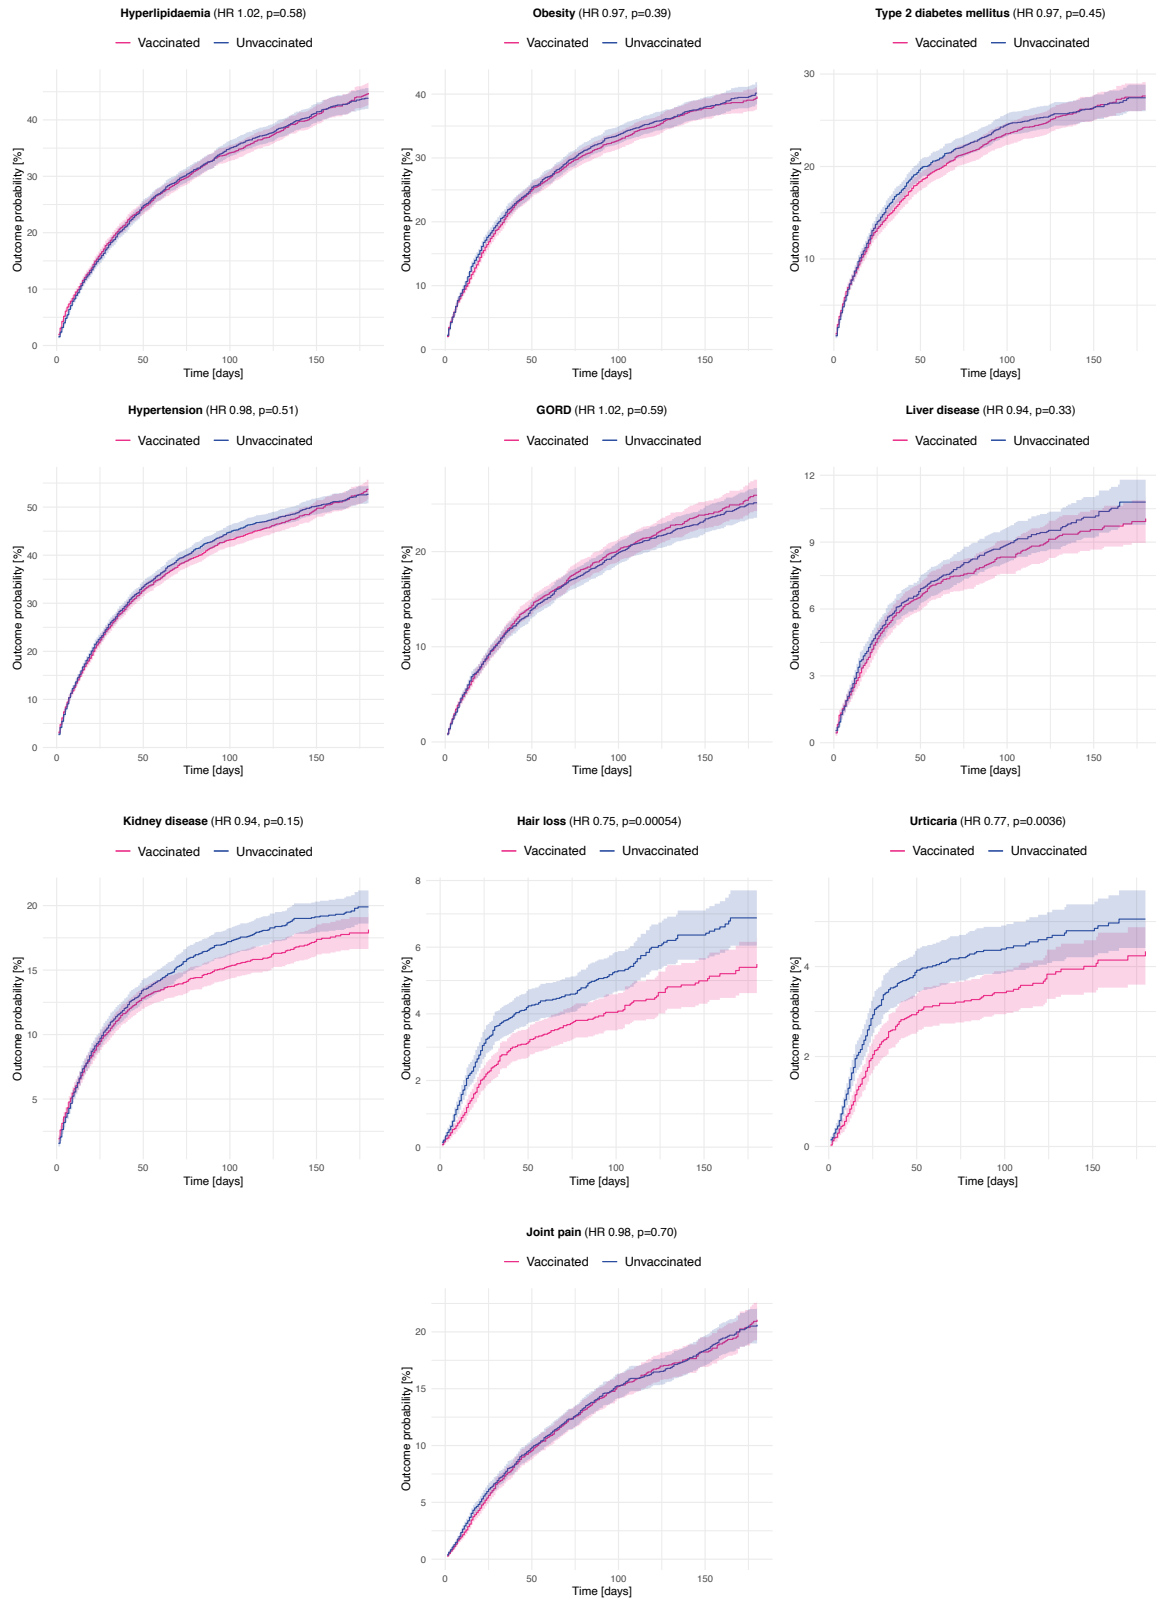 Hyperlipidaemia (HR 1.02, p=0.58)
Vaccinated Unvaccinated
Outcome probability [%]
40
30
20
10
0
0 50 100 150
Time [days]
Obesity (HR 0.97, p=0.39)
Vaccinated Unvaccinated
Outcome probability [%]
40
30
20
10
0
0 50 100 150
Time [days]
Type 2 diabetes mellitus (HR 0.97, p=0.45)
Vaccinated Unvaccinated
Outcome probability [%]
30
20
10
0 50 100 150
Time [days]
Hypertension (HR 0.98, p=0.51)
Vaccinated Unvaccinated
Outcome probability [%]
50
40
30
20
10
0
0 50 100 150
Time [days]
GORD (HR 1.02, p=0.59)
Vaccinated Unvaccinated
Outcome probability [%]
20
10
0
0 50 100 150
Time [days]
Liver disease (HR 0.94, p=0.33)
Vaccinated Unvaccinated
Outcome probability [%]
12
9
6
3
0
0 50 100 150
Time [days]
Kidney disease (HR 0.94, p=0.15)
Vaccinated Unvaccinated
Outcome probability [%]
20
15
10
5
0 50 100 150
Time [days]
Hair loss (HR 0.75, p=0.00054)
Vaccinated Unvaccinated
Outcome probability [%]
8
6
4
2
0
0 50 100 150
Time [days]
Urticaria (HR 0.77, p=0.0036)
Vaccinated Unvaccinated
Outcome probability [%]
4
2
0
0 50 100 150
Time [days]
Joint pain (HR 0.98, p=0.70)
Vaccinated Unvaccinated
Outcome probability [%]
20
15
10
5
0
0 50 100 150
Time [days]